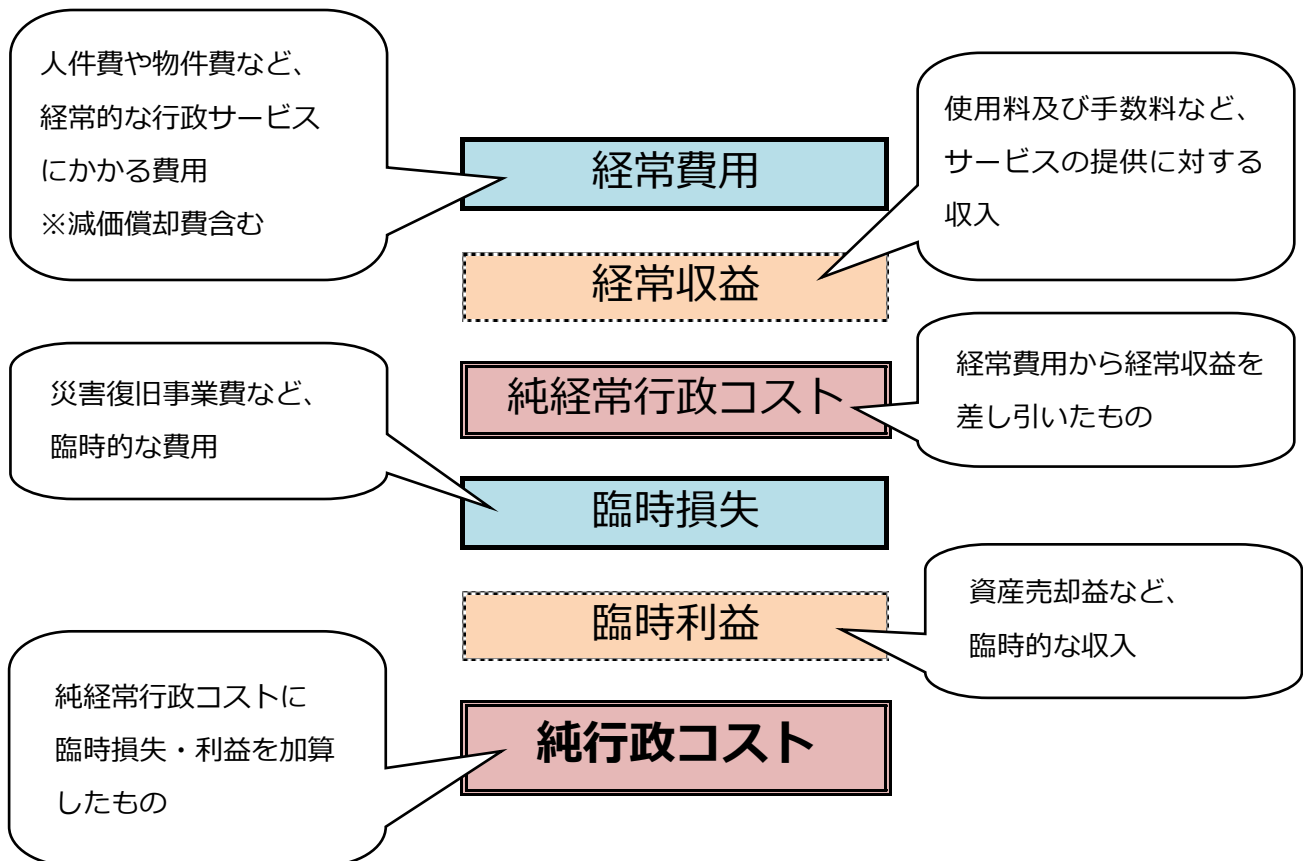 人件費や物件費など、
経常的な行政サービス
にかかる費用
※減価償却費含む
使用料及び手数料など、
サービスの提供に対する
収入
経常費用
経常収益
純経常行政コスト
経常費用から経常収益を
差し引いたもの
災害復旧事業費など、
臨時的な費用
臨時損失
臨時利益
資産売却益など、
臨時的な収入
純経常行政コストに
臨時損失・利益を加算
したもの
純行政コスト